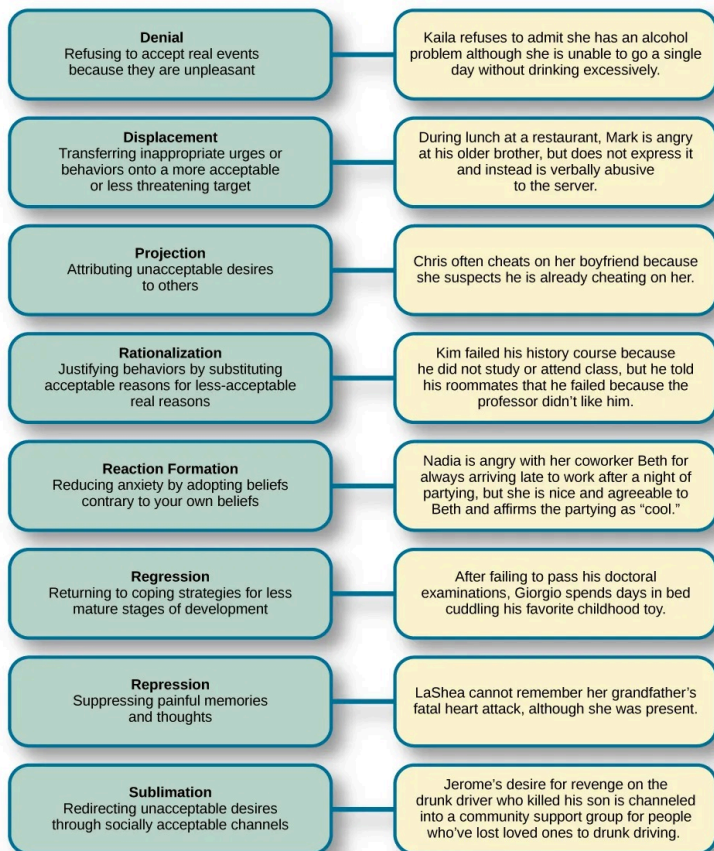 Denial
Refusing to accept real events
because they are unpleasant
Kaila refuses to admit she has an alcohol
problem although she is unable to go a single
day without drinking excessively.
Displacement
Transferring inappropriate urges or
behaviors onto a more acceptable
or less threatening target
During lunch at a restaurant, Mark is angry
at his older brother, but does not express it
and instead is verbally abusive
to the server.
Projection
Attributing unacceptable desires
to others
Chris often cheats on her boyfriend because
she suspects he is already cheating on her.
Rationalization
Justifying behaviors by substituting
acceptable reasons for less-acceptable
real reasons
Kim failed his history course because
he did not study or attend class, but he told
his roommates that he failed because the
professor didn’t like him.
Reaction Formation
Reducing anxiety by adopting beliefs
contrary to your own beliefs
Nadia is angry with her coworker Beth for
always arriving late to work after a night of
partying, but she is nice and agreeable to
Beth and affirms the partying as “cool.”
Regression
Returning to coping strategies for less
mature stages of development
After failing to pass his doctoral
examinations, Giorgio spends days in bed
cuddling his favorite childhood toy.
Repression
Suppressing painful memories
and thoughts
LaShea cannot remember her grandfather’s
fatal heart attack, although she was present.
Sublimation
Redirecting unacceptable desires
through socially acceptable channels
Jerome’s desire for revenge on the
drunk driver who killed his son is channeled
into a community support group for people
who’ve lost loved ones to drunk driving.